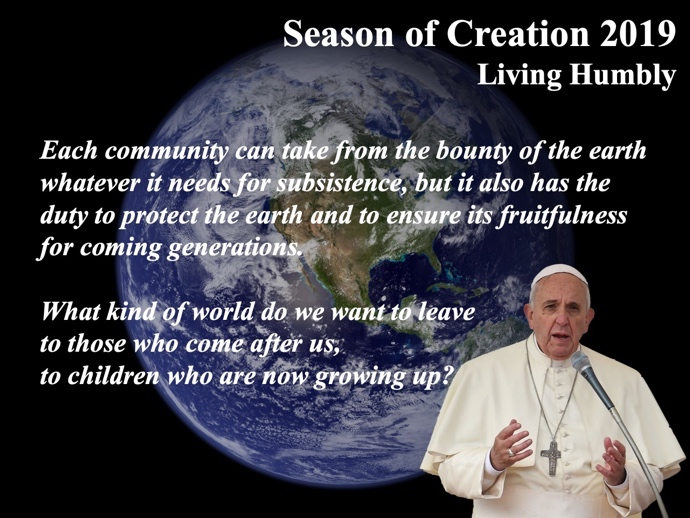 Season of Creation 2019
Living Humbly
Each community can take from the bounty of the earth
whatever it needs for subsistence, but it also has the
duty to protect the earth and to ensure its fruitfulness
for coming generations.
What kind of world do we want to leave
to those who come after us,
to children who are now growing up?